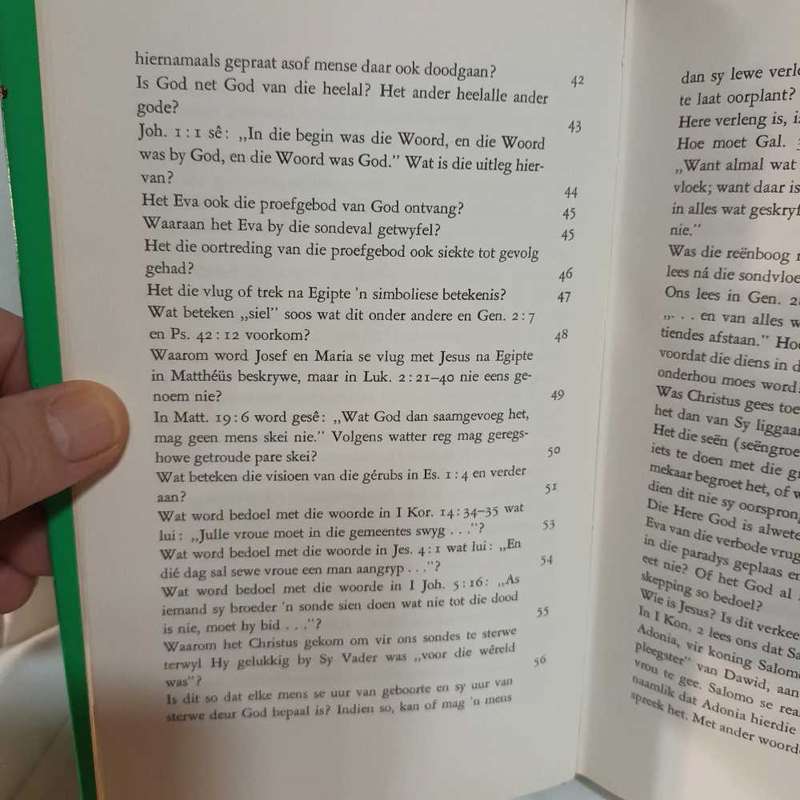 hiernamaals gepraat asof mense daar ook doodgaan? 42
Is God net God van die heelal? Het ander heelalle ander
gode? 43
Joh. 1:1 sê: „In die begin was die Woord, en die Woord
was by God, en die Woord was God.” Wat is die uitleg hier-
van? 44
Het Eva ook die proefgebod van God ontvang? 45
Waaraan het Eva by die sondeval getwyfel? 45
Het die oortreding van die proefgebod ook siekte tot gevolg
gehad? 46
Het die vlug of trek na Egipte 'n simboliese betekenis? 47
Wat beteken „siel” soos wat dit onder andere en Gen. 2:7
en Ps. 42:12 voorkom? 48
Waarom word Josef en Maria se vlug met Jesus na Egipte
in Matthéüs beskrywe, maar in Luk. 2:21–40 nie eens ge-
noem nie? 49
In Matt. 19:6 word gesê: „Wat God dan saamgevoeg het,
mag geen mens skei nie.” Volgens watter reg mag geregs-
howe getroude pare skei? 50
Wat beteken die visioen van die gérubs in Es. 1:4 en verder
aan? 51
Wat word bedoel met die woorde in I Kor. 14:34–35 wat
lui: „Julle vroue moet in die gemeentes swyg . . .”? 53
Wat word bedoel met die woorde in Jes. 4:1 wat lui: „En
dié dag sal sewe vroue een man aangryp . . .”? 54
Wat word bedoel met die woorde in I Joh. 5:16: „As
iemand sy broeder 'n sonde sien doen wat nie tot die dood
is nie, moet hy bid . . .”? 55
Waarom het Christus gekom om vir ons sondes te sterwe
terwyl Hy gelukkig by Sy Vader was „voor die wêreld
was”? 56
Is dit so dat elke mens se uur van geboorte en sy uur van
sterwe deur God bepaal is? Indien so, kan of mag 'n mens
dan sy lewe verle
te laat oorplant?
Here verleng is, i
Hoe moet Gal. 3
„Want almal wat
vloek; want daar is
in alles wat geskryf
nie.”
Was die reënboog
lees ná die sondvloe
Ons lees in Gen. 2
„. . . en van alles w
tiendes afstaan.” Ho
voordat die diens in d
onderhou moes word
Was Christus gees toe
het dan van Sy liggaa
Het die seën (seëngroe
iets te doen met die gr
mekaar begroet het, of w
dien dit nie sy oorsprong
Die Here God is alwete
Eva van die verbode vrug
in die paradys geplaas en
eet nie? Of het God al
skepping so bedoel?
Wie is Jesus? Is dit verkee
In I Kon. 2 lees ons dat Sa
Adonia, vir koning Salomo
pleegster” van Dawid, aan
vrou te gee. Salomo se rea
naamlik dat Adonia hierdie
spreek het. Met ander woord